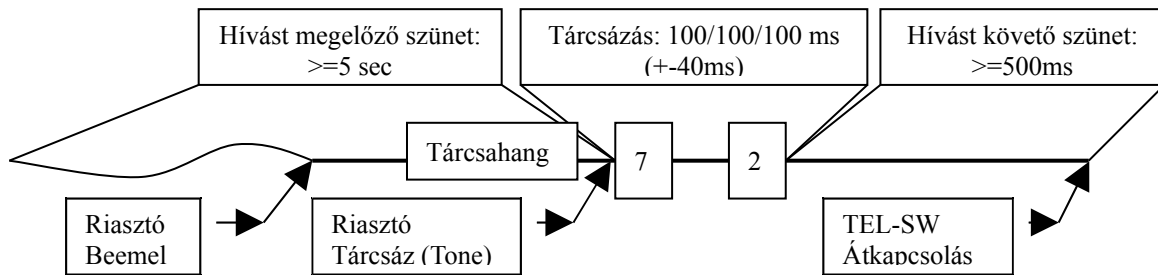 Hívást megelőző szünet:
>=5 sec
Tárcsázás: 100/100/100 ms
(+-40ms)
Hívást követő szünet:
>=500ms
Tárcsahang
7
2
Riasztó
Beemel
Riasztó
Tárcsáz (Tone)
TEL-SW
Átkapcsolás